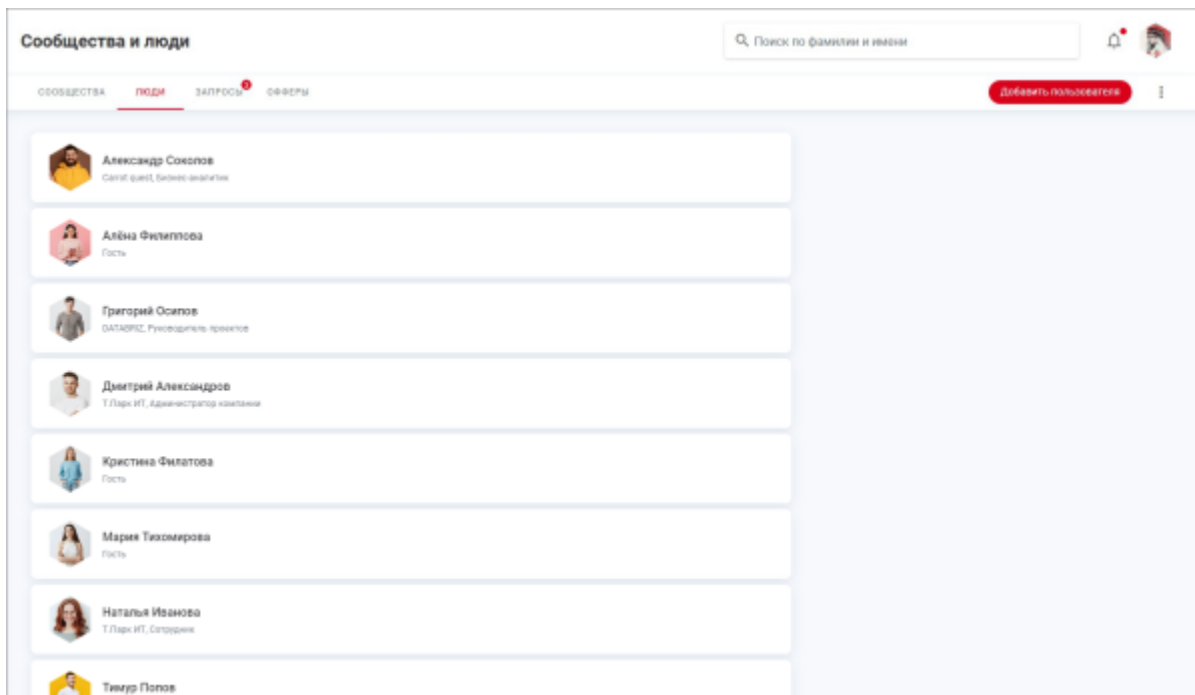 Сообщества и люди
Поиск по фамилии и имени
СООБЩЕСТВА
ЛЮДИ
ЗАПРОСЫ
ОФФЕРЫ
Добавить пользователя
Александр Соколов
Carrot quest, Бизнес-аналитик
Алёна Филиппова
Гость
Григорий Осипов
DATABRIZ, Руководитель проектов
Дмитрий Александров
Т.Парк ИТ, Администратор компании
Кристина Филатова
Гость
Мария Тихомирова
Гость
Наталья Иванова
Т.Парк ИТ, Сотрудник
Тимур Попов